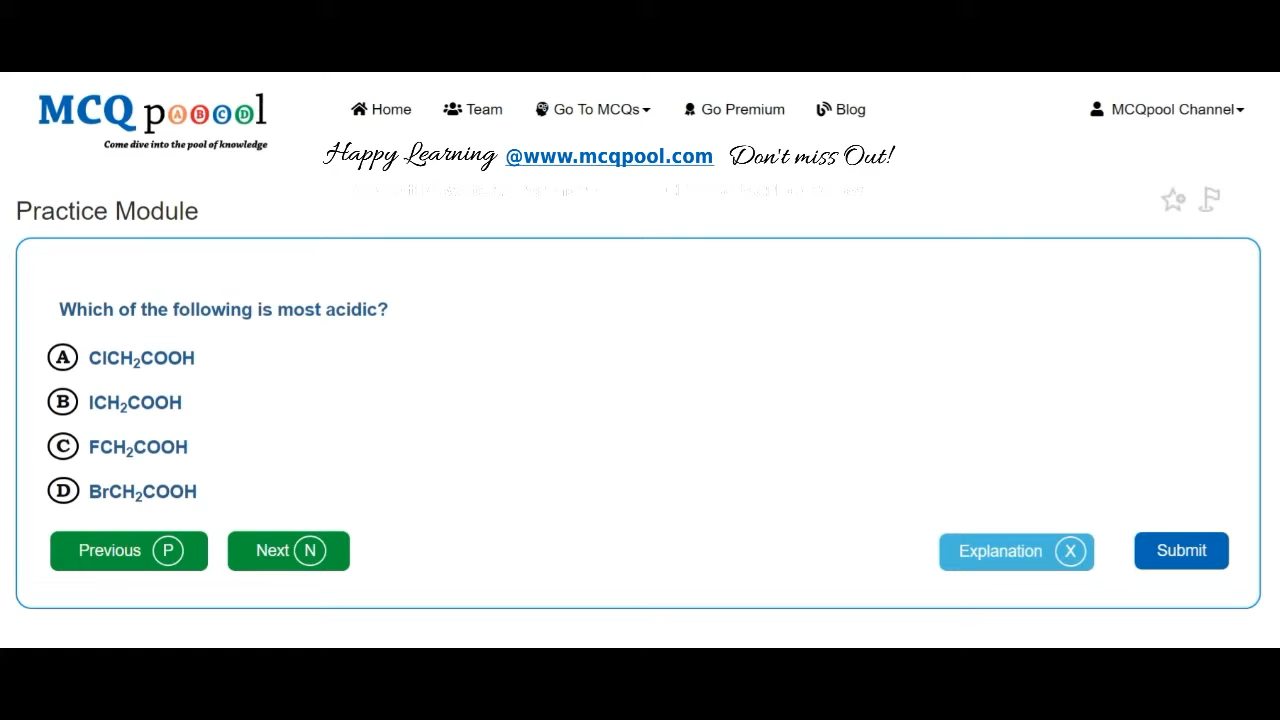 MCQ pABCDl
Come dive into the pool of knowledge
Home Team Go To MCQs Go Premium Blog MCQpool Channel
Happy Learning @www.mcqpool.com Don't miss Out!
Practice Module
Which of the following is most acidic?
A ClCH₂COOH
B ICH₂COOH
C FCH₂COOH
D BrCH₂COOH
Previous P Next N Explanation X Submit